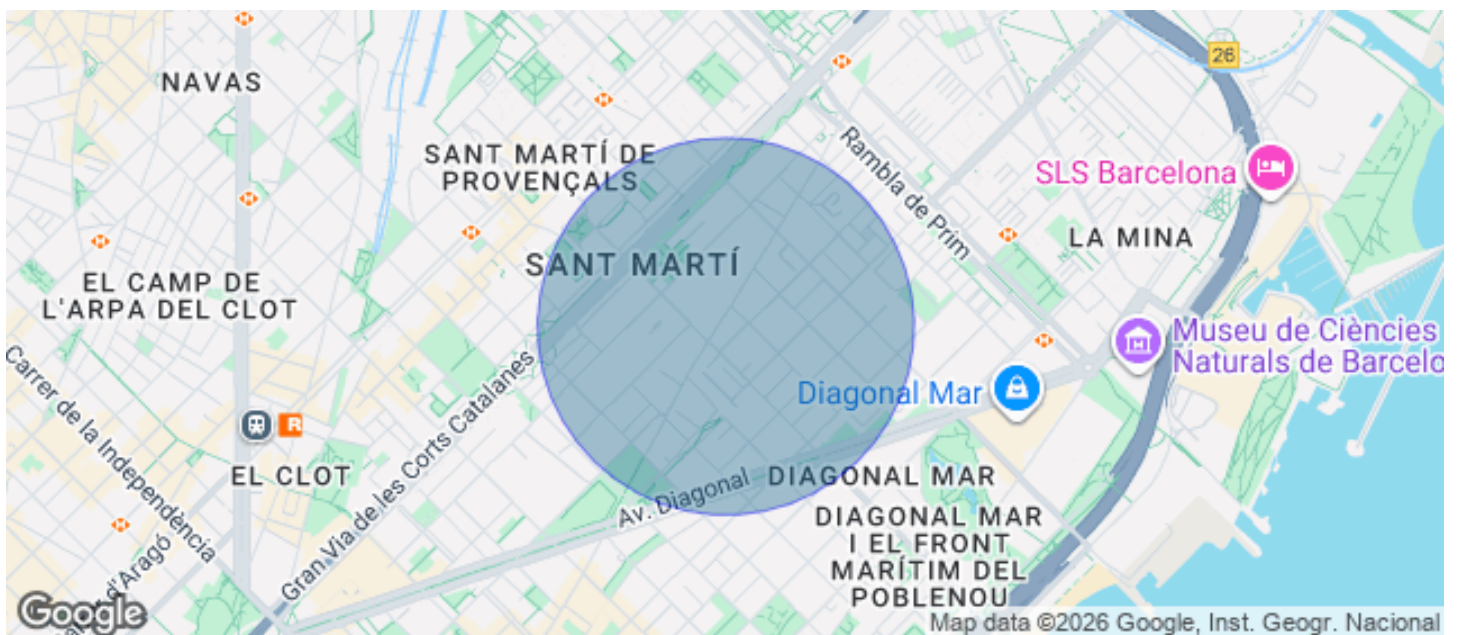 NAVAS
26
SANT MARTÍ DE
PROVENÇALS
Rambla de Prim
SLS Barcelona
LA MINA
SANT MARTÍ
EL CAMP DE
L'ARPA DEL CLOT
Museu de Ciències
Naturals de Barcelo
Carrer de la Independència
Gran Via de les Corts Catalanes
Diagonal Mar
R
EL CLOT
Av. Diagonal
DIAGONAL MAR
DIAGONAL MAR
I EL FRONT
MARÍTIM DEL
POBLENOU
d'Aragó
Google
Map data ©2026 Google, Inst. Geogr. Nacional